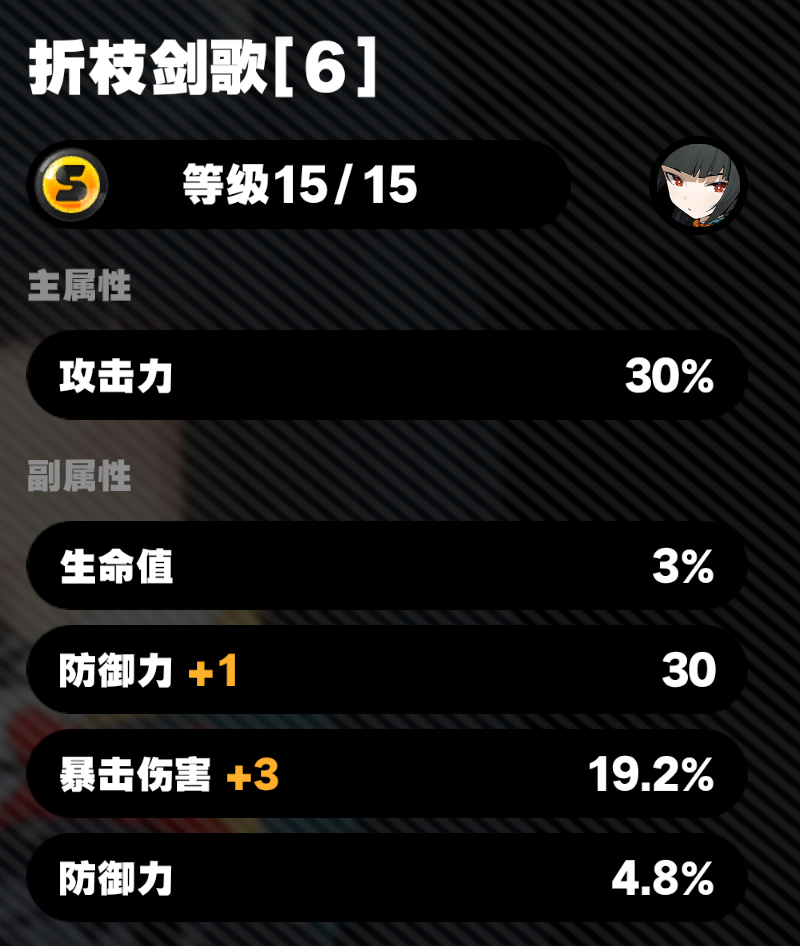 折枝剑歌[6]
S 等级15/15
主属性
攻击力 30%
副属性
生命值 3%
防御力 +1 30
暴击伤害 +3 19.2%
防御力 4.8%